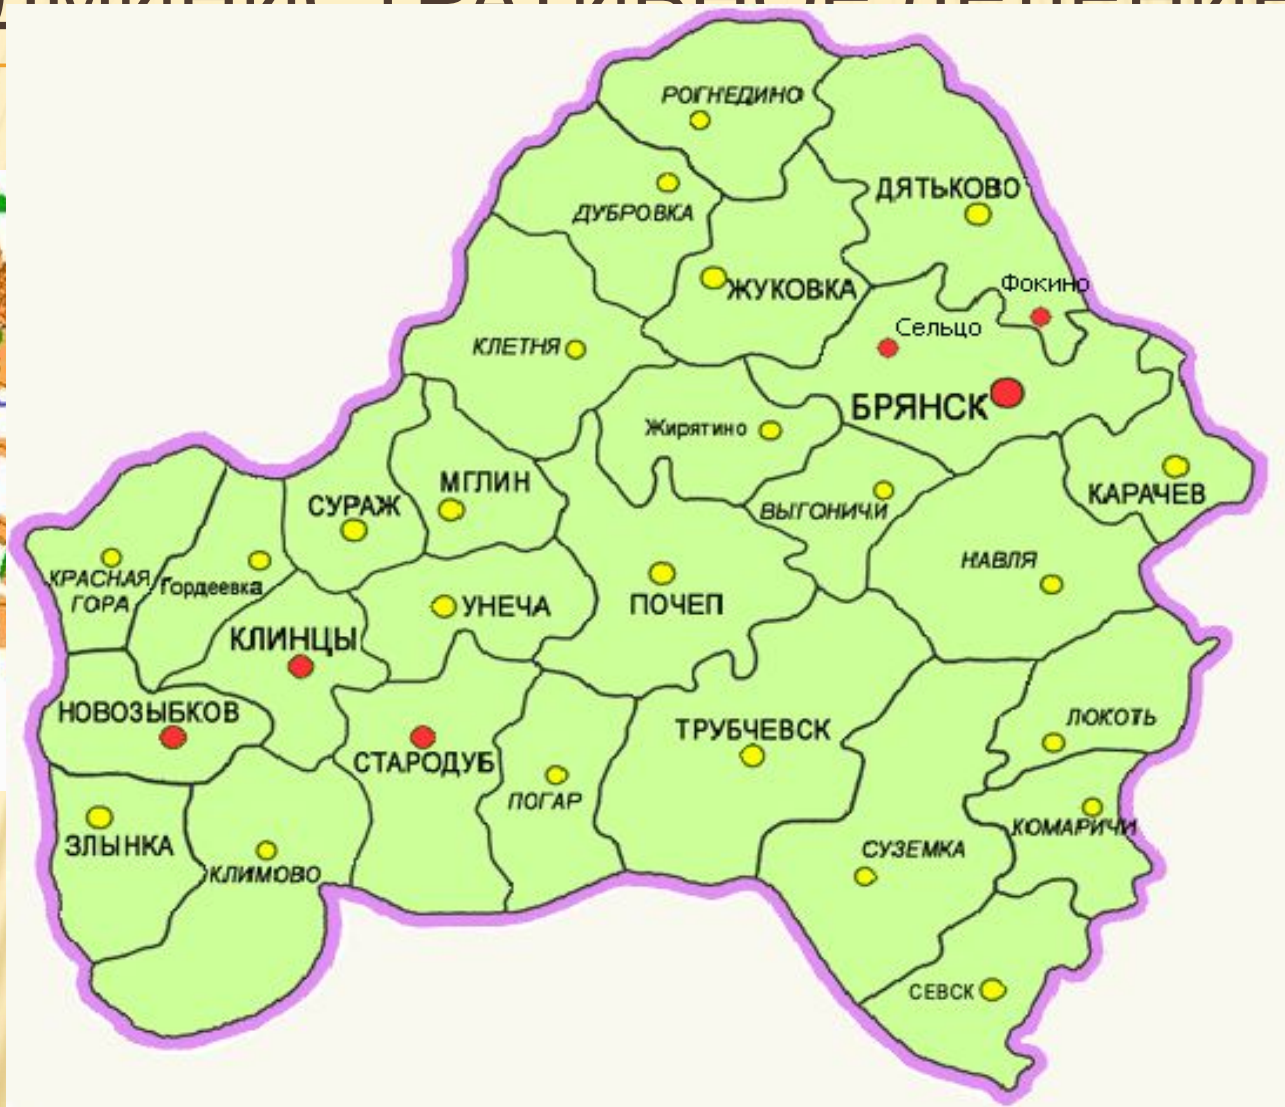 РОГНЕДИНО
ДЯТЬКОВО
ДУБРОВКА
ЖУКОВКА
Фокино
Сельцо
КЛЕТНЯ
БРЯНСК
Жирятино
МГЛИН
КАРАЧЕВ
СУРАЖ
ВЫГОНИЧИ
НАВЛЯ
КРАСНАЯ
ГОРА
Гордеевка
УНЕЧА
ПОЧЕП
КЛИНЦЫ
НОВОЗЫБКОВ
ЛОКОТЬ
ТРУБЧЕВСК
СТАРОДУБ
ПОГАР
КОМАРИЧИ
ЗЛЫНКА
СУЗЕМКА
КЛИМОВО
СЕВСК